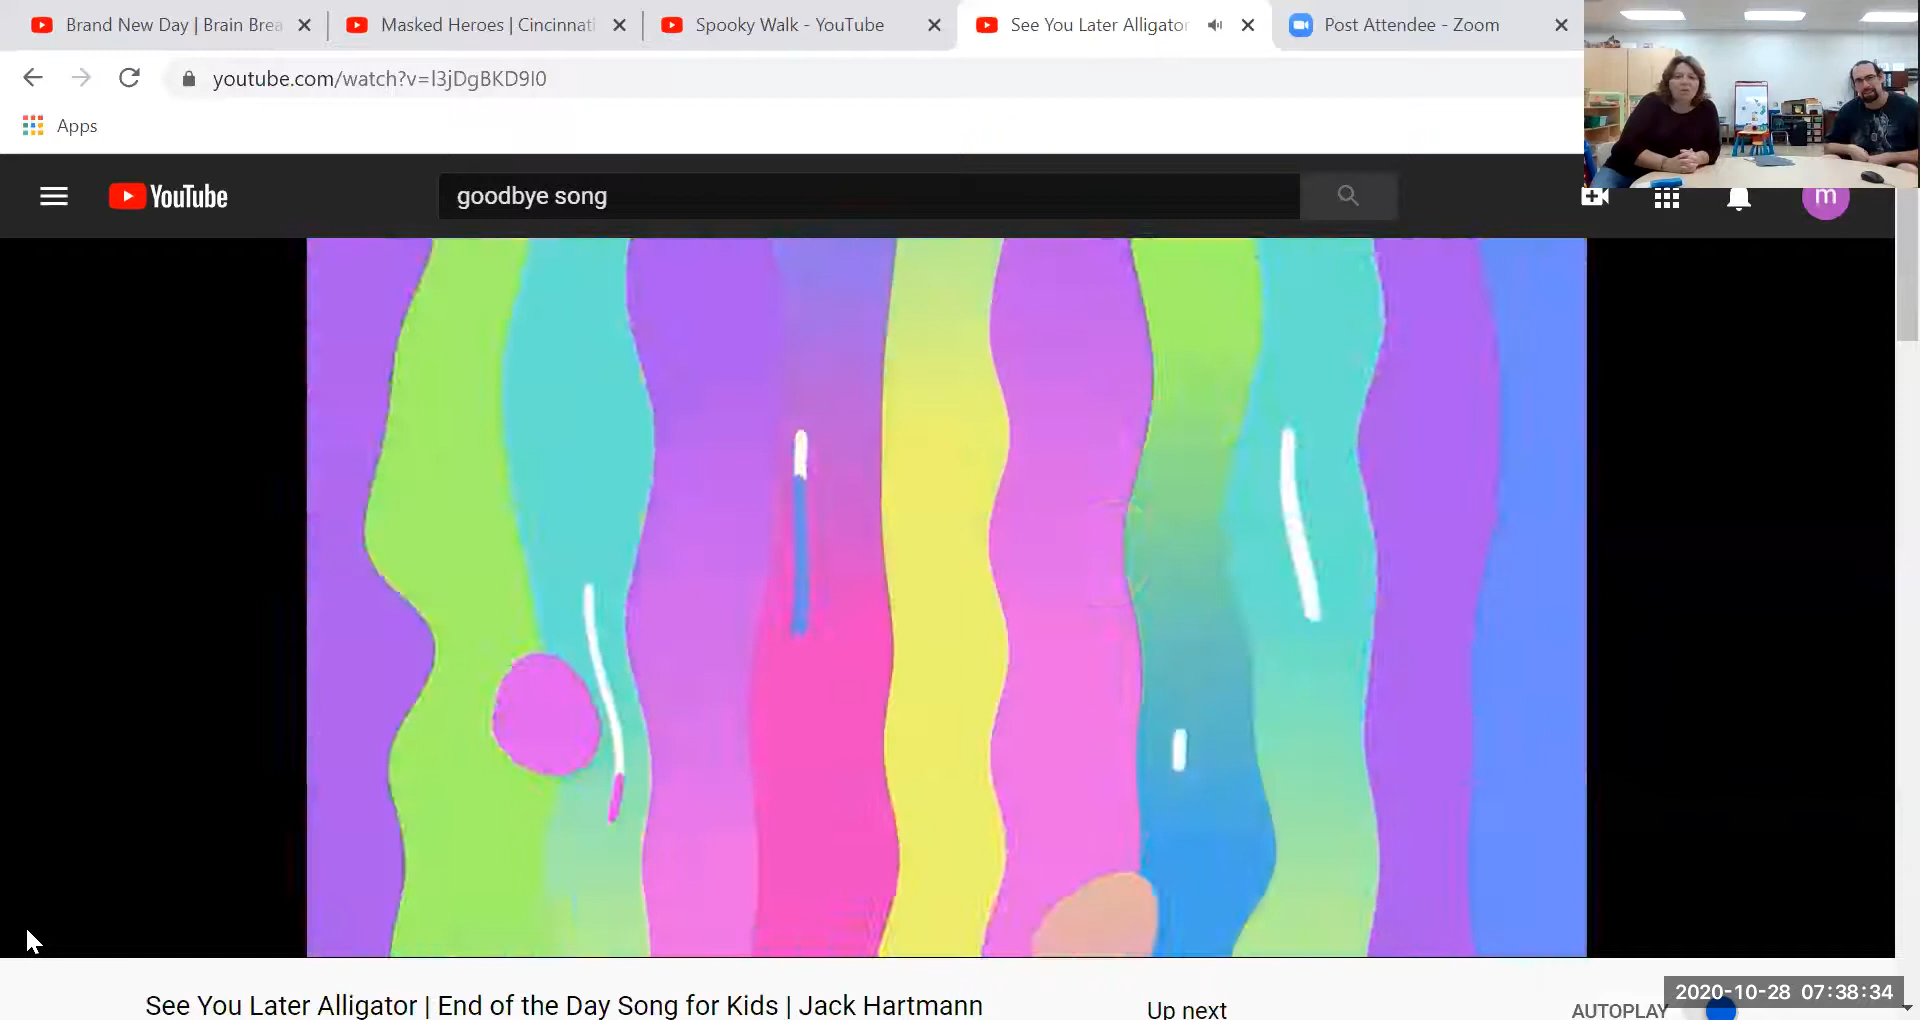 Brand New Day | Brain Brea
Masked Heroes | Cincinnati
Spooky Walk - YouTube
See You Later Alligator
Post Attendee - Zoom
youtube.com/watch?v=l3jDgBKD9I0
Apps
YouTube
goodbye song
m
See You Later Alligator | End of the Day Song for Kids | Jack Hartmann
Up next
AUTOPLAY
2020-10-28 07:38:34